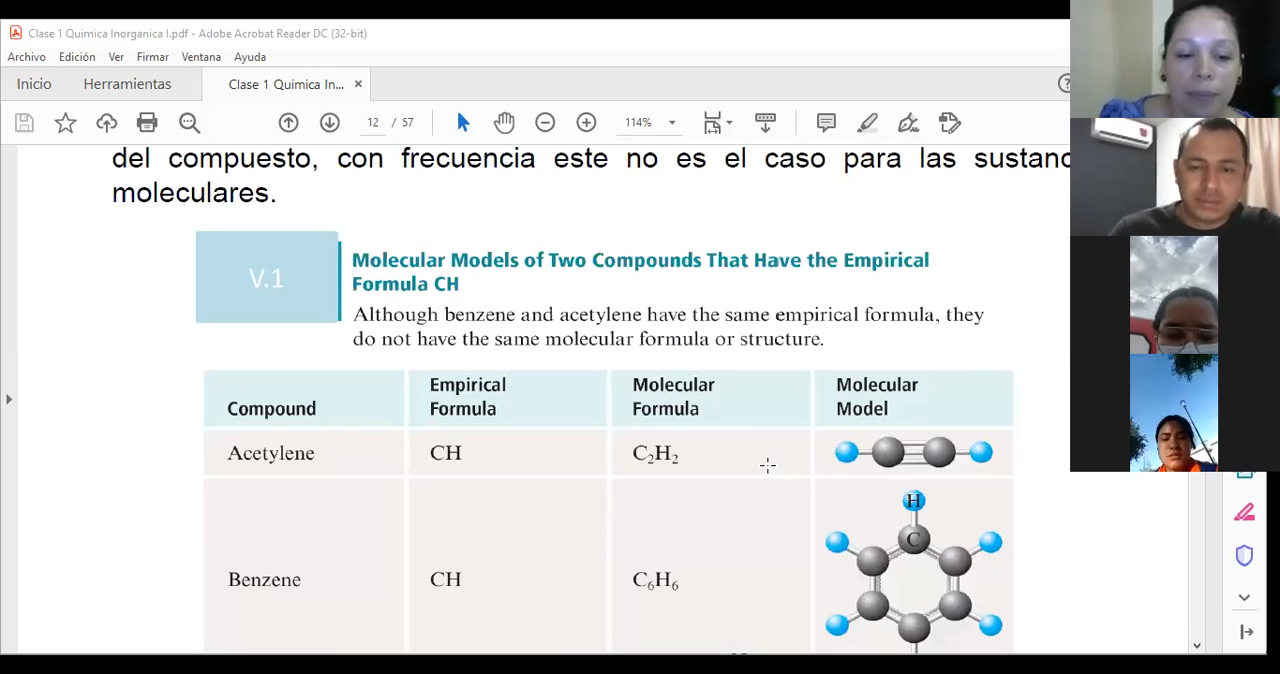 Clase 1 Quimica Inorganica I.pdf - Adobe Acrobat Reader DC (32-bit)
Archivo Edición Ver Firmar Ventana Ayuda
Inicio Herramientas Clase 1 Quimica In... ×
12 / 57 114%
del compuesto, con frecuencia este no es el caso para las sustanc
moleculares.
V.1
Molecular Models of Two Compounds That Have the Empirical
Formula CH
Although benzene and acetylene have the same empirical formula, they
do not have the same molecular formula or structure.
Compound Empirical Formula Molecular Formula Molecular Model
Acetylene CH C₂H₂
H
C
Benzene CH C₆H₆